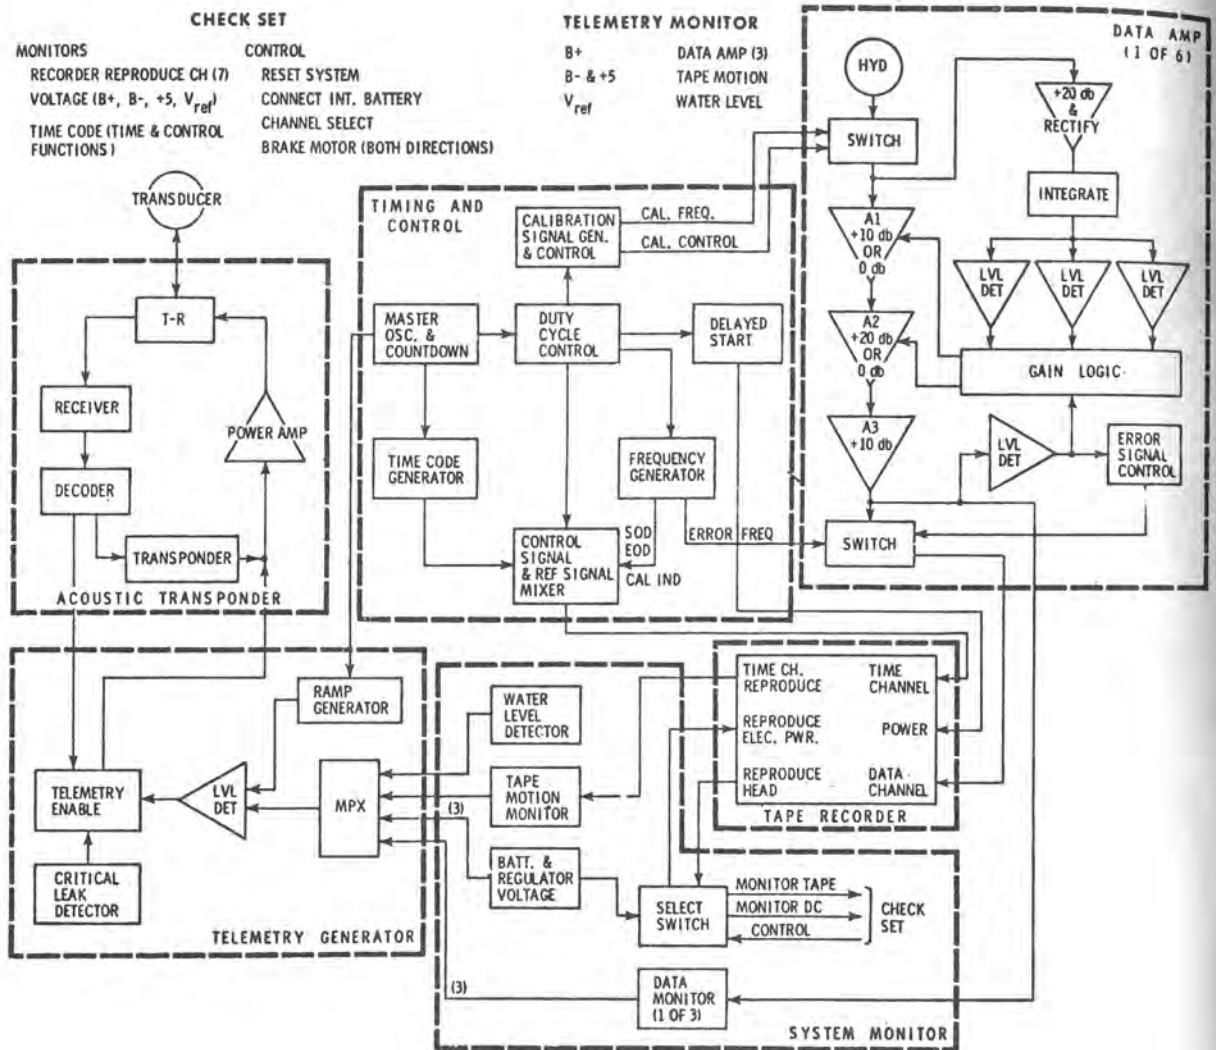 CHECK SET
MONITORS
RECORDER REPRODUCE CH (7)
VOLTAGE (B+, B-, +5, Vref)
TIME CODE (TIME & CONTROL
FUNCTIONS)
CONTROL
RESET SYSTEM
CONNECT INT. BATTERY
CHANNEL SELECT
BRAKE MOTOR (BOTH DIRECTIONS)
TELEMETRY MONITOR
B+
B- & +5
Vref
DATA AMP (3)
TAPE MOTION
WATER LEVEL
DATA AMP
(1 OF 6)
HYD
SWITCH
+20 db
&
RECTIFY
INTEGRATE
LVL
DET
LVL
DET
LVL
DET
A1
+10 db
OR
0 db
A2
+20 db
OR
0 db
A3
+10 db
GAIN LOGIC
LVL
DET
ERROR
SIGNAL
CONTROL
SWITCH
TRANSDUCER
T-R
RECEIVER
DECODER
POWER AMP
TRANSPONDER
ACOUSTIC TRANSPONDER
TIMING AND
CONTROL
CALIBRATION
SIGNAL GEN.
& CONTROL
CAL. FREQ.
CAL. CONTROL
MASTER
OSC. &
COUNTDOWN
DUTY
CYCLE
CONTROL
DELAYED
START
TIME CODE
GENERATOR
FREQUENCY
GENERATOR
CONTROL
SIGNAL
& REF SIGNAL
MIXER
SOD
EOD
CAL IND
ERROR FREQ
RAMP
GENERATOR
TELEMETRY
ENABLE
LVL
DET
MPX
CRITICAL
LEAK
DETECTOR
TELEMETRY GENERATOR
WATER
LEVEL
DETECTOR
TAPE
MOTION
MONITOR
(3)
BATT. &
REGULATOR
VOLTAGE
TIME CH.
REPRODUCE
REPRODUCE
ELEC. PWR.
REPRODUCE
HEAD
TIME
CHANNEL
POWER
DATA
CHANNEL
TAPE RECORDER
SELECT
SWITCH
MONITOR TAPE
MONITOR DC
CONTROL
CHECK
SET
(3)
DATA
MONITOR
(1 OF 3)
SYSTEM MONITOR